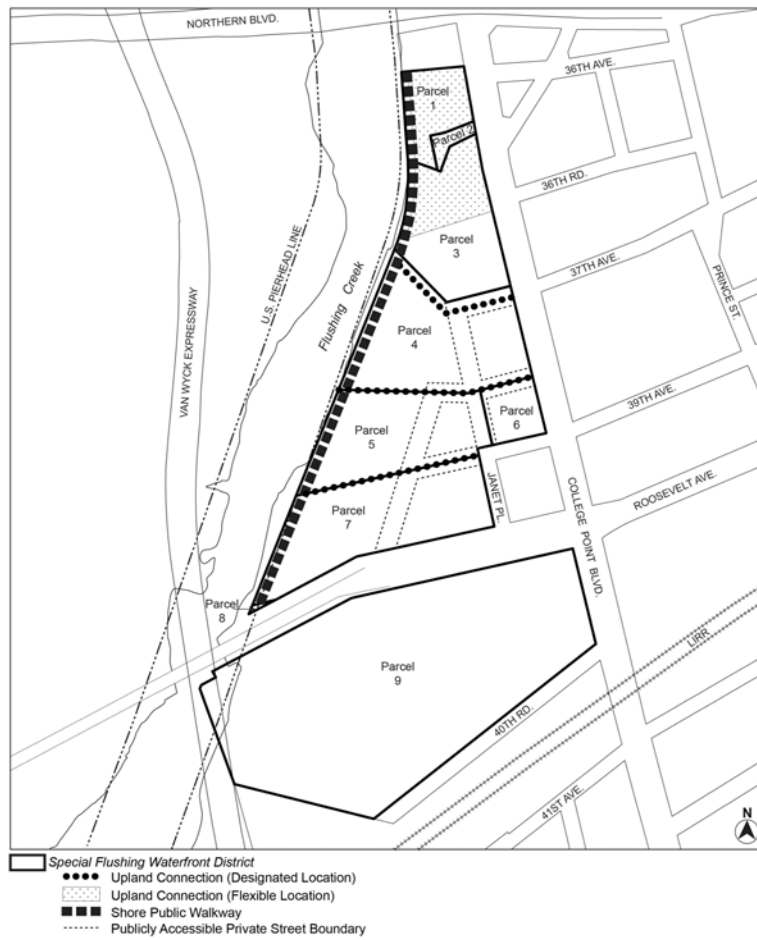 NORTHERN BLVD.
36TH AVE.
Parcel
1
Parcel 2
36TH RD.
U.S. PIERHEAD LINE
Parcel
3
37TH AVE.
PRINCE ST.
Flushing Creek
VAN WYCK EXPRESSWAY
Parcel
4
39TH AVE.
Parcel
6
Parcel
5
JANET PL.
COLLEGE POINT BLVD.
ROOSEVELT AVE.
Parcel
7
Parcel
8
LIRR
Parcel
9
40TH RD.
41ST AVE.
N
Special Flushing Waterfront District
Upland Connection (Designated Location)
Upland Connection (Flexible Location)
Shore Public Walkway
Publicly Accessible Private Street Boundary